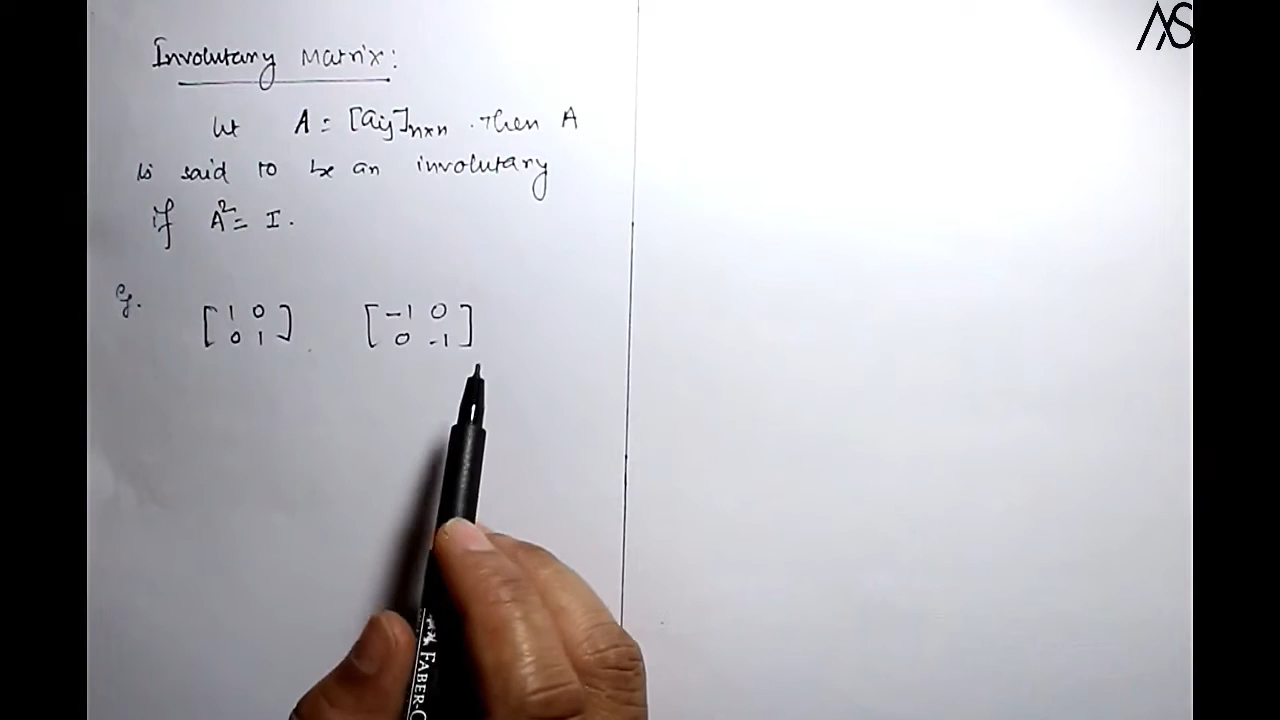 Involutary Matrix:
Let A = [aij]n×n . Then A
is said to be an involutary
if A² = I.
[ 1 0 ] [ -1 0 ]
[ 0 1 ] [ 0 -1 ]
FABER-C